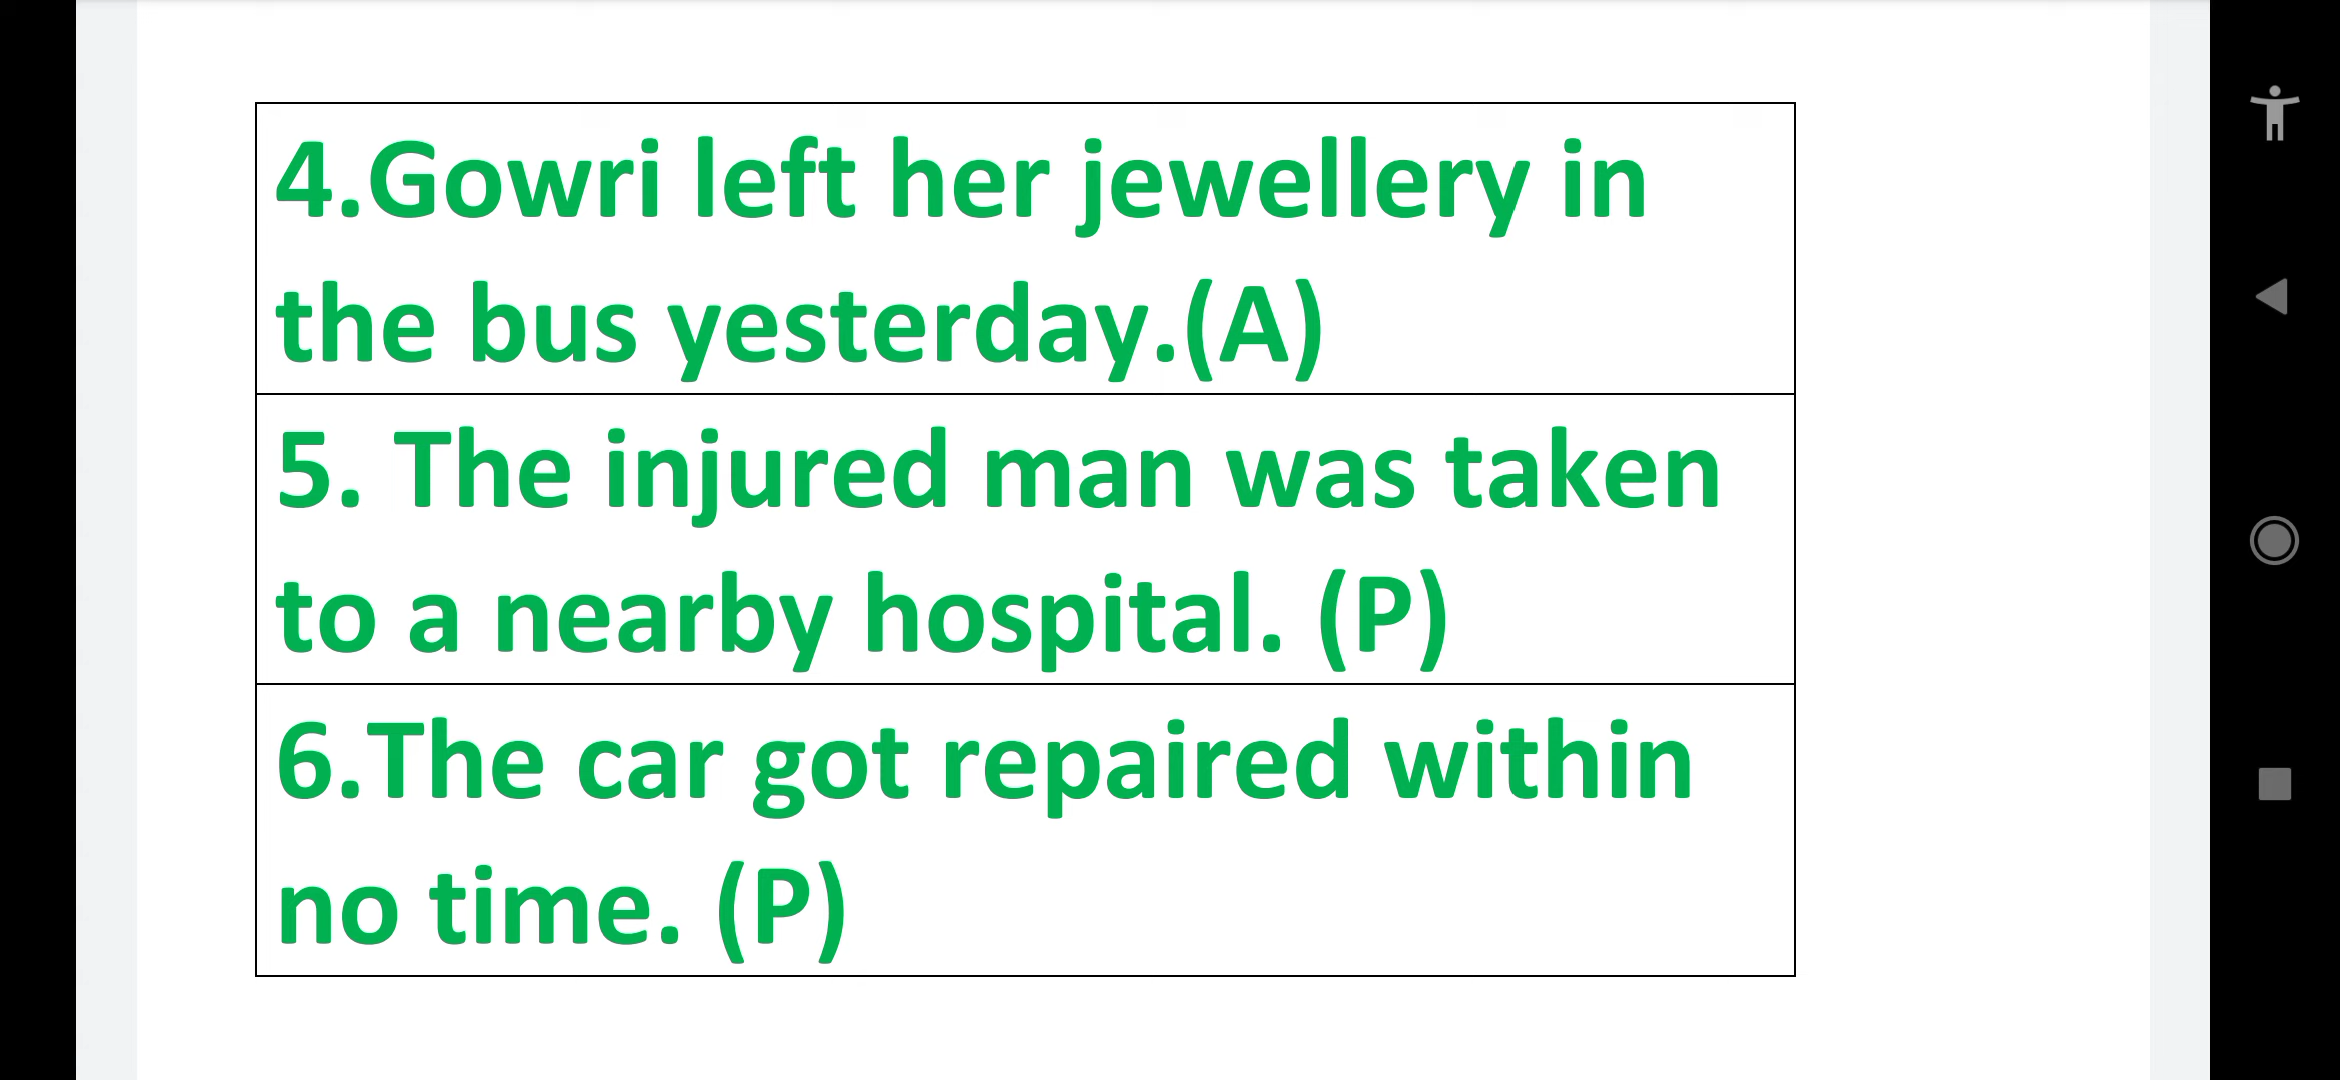 4.Gowri left her jewellery in
the bus yesterday.(A)
5. The injured man was taken
to a nearby hospital. (P)
6.The car got repaired within
no time. (P)